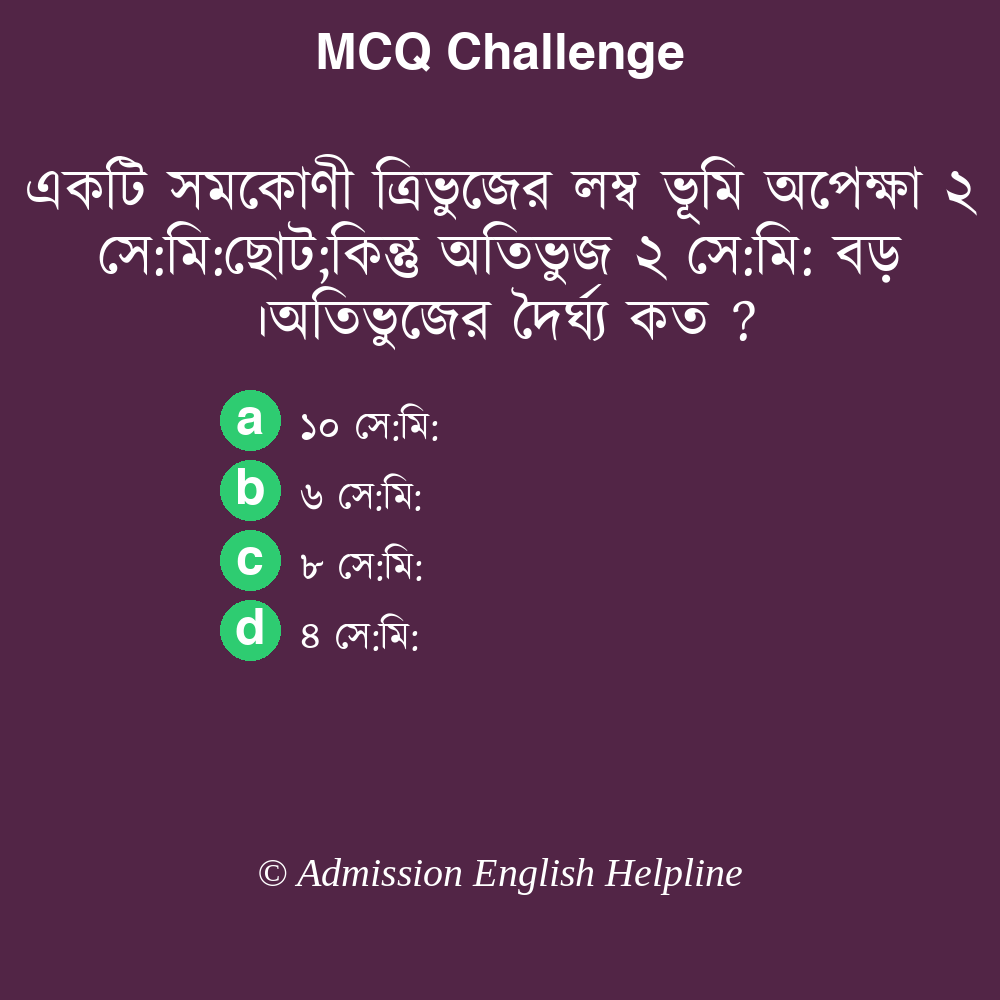 MCQ Challenge
একটি সমকোণী ত্রিভুজের লম্ব ভূমি অপেক্ষা ২
সে:মি:ছোট;কিন্তু অতিভুজ ২ সে:মি: বড়
।অতিভুজের দৈর্ঘ্য কত ?
a ১০ সে:মি:
b ৬ সে:মি:
c ৮ সে:মি:
d ৪ সে:মি:
© Admission English Helpline